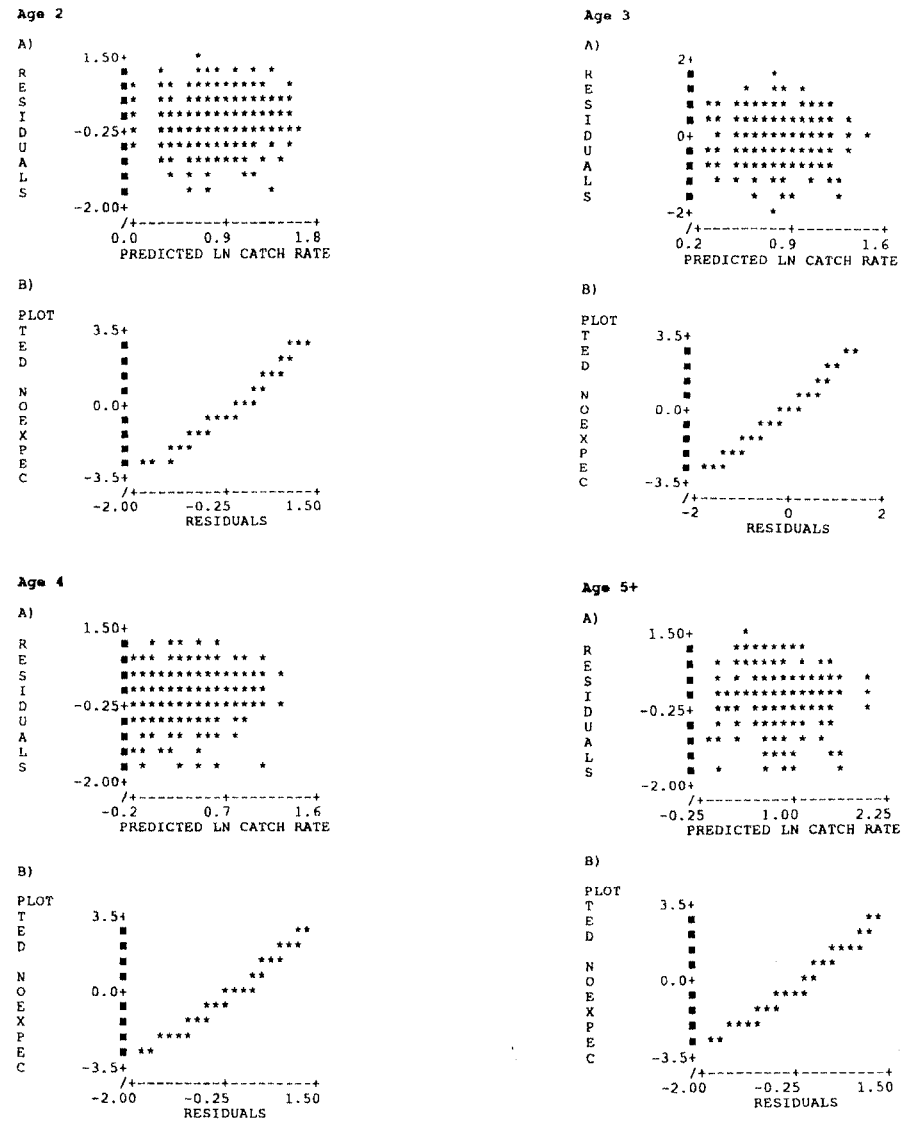 Age 2
A)
1.50+
R
E
S
I
D -0.25+
U
A
L
S
-2.00+
/+---------+---------+
0.0 0.9 1.8
PREDICTED LN CATCH RATE
B)
PLOT
T 3.5+
E
D
N
O 0.0+
E
X
P
E
C -3.5+
/+---------+---------+
-2.00 -0.25 1.50
RESIDUALS
Age 3
A)
2+
R
E
S
I
D 0+
U
A
L
S
-2+
/+---------+---------+
0.2 0.9 1.6
PREDICTED LN CATCH RATE
B)
PLOT
T 3.5+
E
D
N
O 0.0+
E
X
P
E
C -3.5+
/+---------+---------+
-2 0 2
RESIDUALS
Age 4
A)
1.50+
R
E
S
I
D -0.25+
U
A
L
S
-2.00+
/+---------+---------+
-0.2 0.7 1.6
PREDICTED LN CATCH RATE
B)
PLOT
T 3.5+
E
D
N
O 0.0+
E
X
P
E
C -3.5+
/+---------+---------+
-2.00 -0.25 1.50
RESIDUALS
Age 5+
A)
1.50+
R
E
S
I
D -0.25+
U
A
L
S
-2.00+
/+---------+---------+
-0.25 1.00 2.25
PREDICTED LN CATCH RATE
B)
PLOT
T 3.5+
E
D
N
O 0.0+
E
X
P
E
C -3.5+
/+---------+---------+
-2.00 -0.25 1.50
RESIDUALS